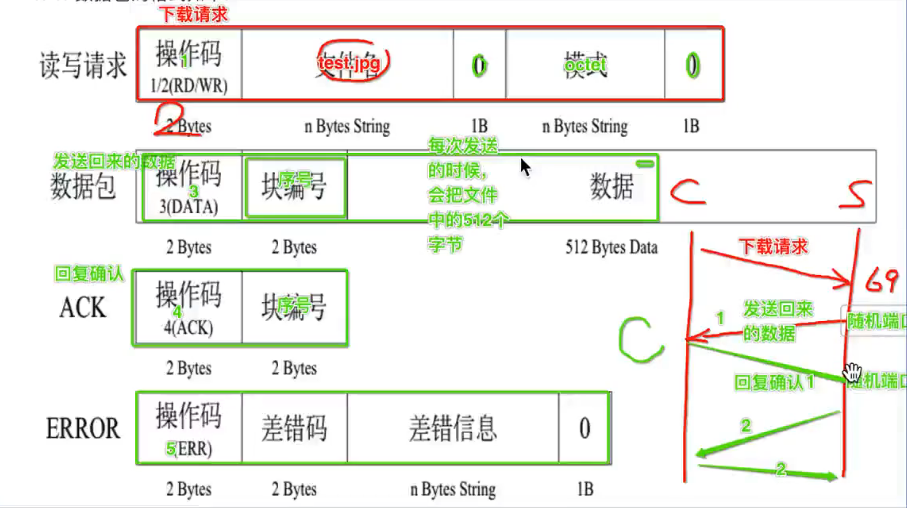 下载请求
读写请求
操作码
1
1/2(RD/WR)
test.jpg
0
模式
octet
0
2
2 Bytes
n Bytes String
1B
n Bytes String
1B
发送回来的数据
数据包
操作码
3
3(DATA)
块编号
序号
每次发送
的时候，
会把文件
中的512个
字节
数据
2 Bytes
2 Bytes
512 Bytes Data
回复确认
ACK
操作码
4
4(ACK)
块编号
序号
2 Bytes
2 Bytes
ERROR
操作码
5(ERR)
差错码
差错信息
0
2 Bytes
2 Bytes
n Bytes String
1B
C
S
下载请求
69
1
发送回来
的数据
随机端口
C
回复确认1
随机端口
2
2